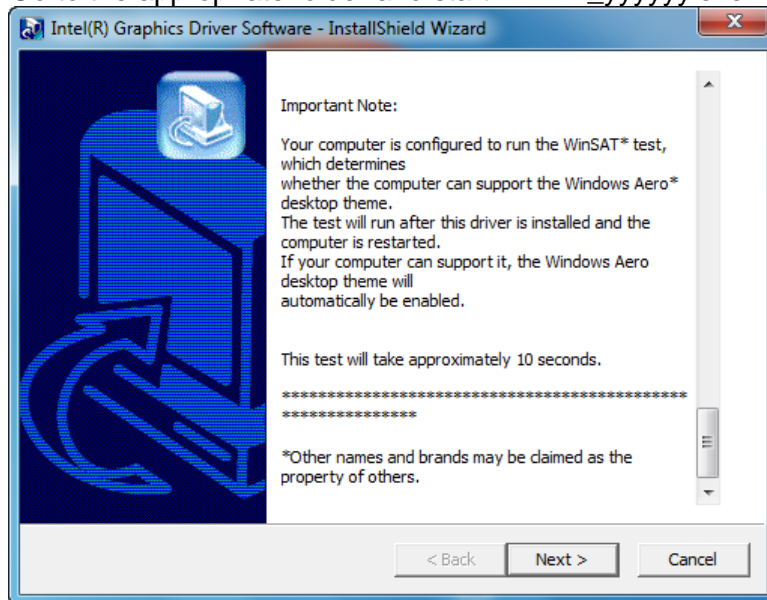 Intel(R) Graphics Driver Software - InstallShield Wizard
Important Note:
Your computer is configured to run the WinSAT* test,
which determines
whether the computer can support the Windows Aero*
desktop theme.
The test will run after this driver is installed and the
computer is restarted.
If your computer can support it, the Windows Aero
desktop theme will
automatically be enabled.
This test will take approximately 10 seconds.
*********************************************
***************
*Other names and brands may be claimed as the
property of others.
< Back
Next >
Cancel